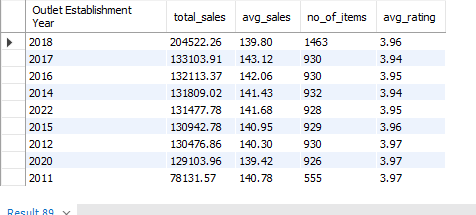 Outlet Establishment Year total_sales avg_sales no_of_items avg_rating
2018 204522.26 139.80 1463 3.96
2017 133103.91 143.12 930 3.94
2016 132113.37 142.06 930 3.95
2014 131809.02 141.43 932 3.94
2022 131477.78 141.68 928 3.95
2015 130942.78 140.95 929 3.96
2012 130476.86 140.30 930 3.97
2020 129103.96 139.42 926 3.97
2011 78131.57 140.78 555 3.97
Result 89